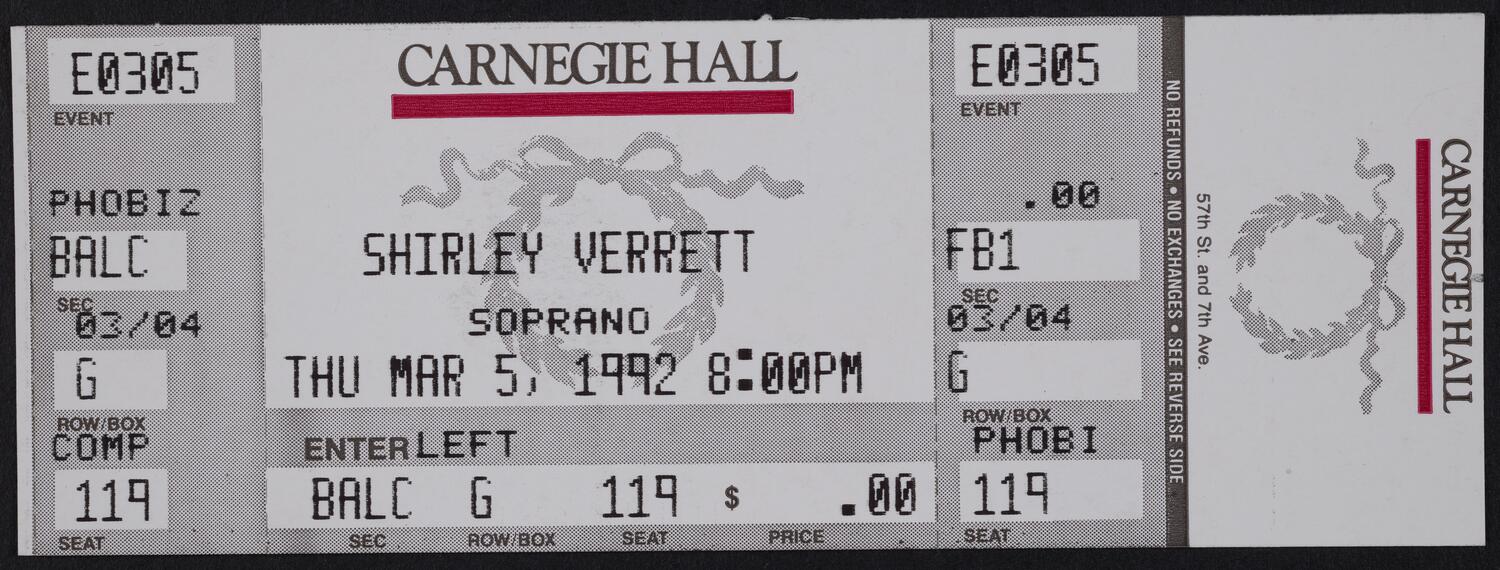 E0305
EVENT
PHOBIZ
BALC
SEC
03/04
G
ROW/BOX
COMP
119
SEAT
CARNEGIE HALL
SHIRLEY VERRETT
SOPRANO
THU MAR 5, 1992 8:00PM
ENTER LEFT
BALC G 119 $ .00
SEC ROW/BOX SEAT PRICE
E0305
EVENT
.00
FB1
SEC
03/04
G
ROW/BOX
PHOBI
119
SEAT
NO REFUNDS • NO EXCHANGES • SEE REVERSE SIDE
57th St. and 7th Ave.
CARNEGIE HALL